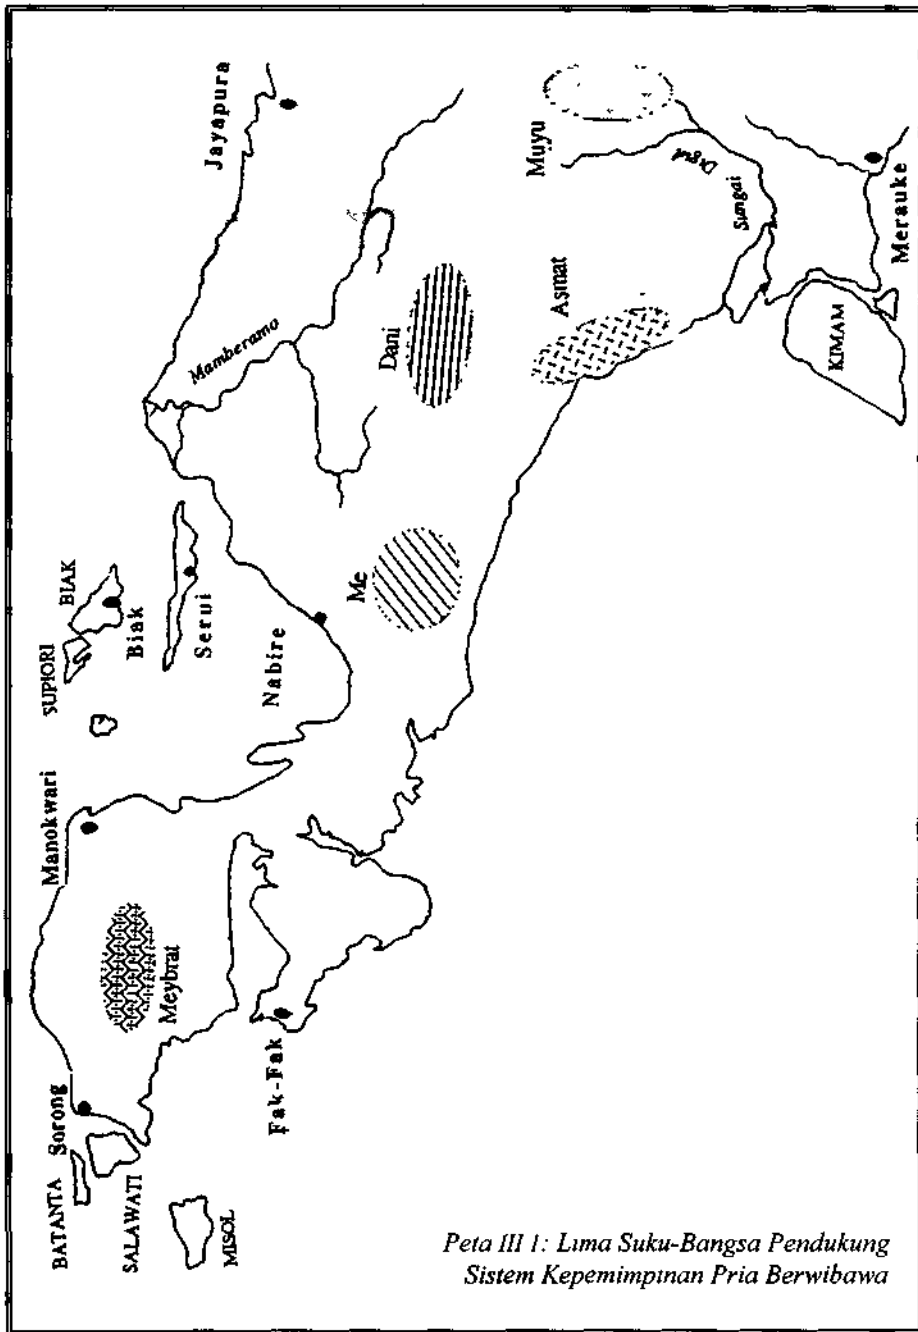 BATANTA
Sorong
SALAWATI
MISOL
Meybrat
Fak-Fak
Manokwari
SUPIORI
BIAK
Biak
Serui
Nabire
Me
Mamberamo
Dani
Jayapura
Asmat
Muyu
Sungai
Digul
KIMAM
Merauke
Peta III 1: Lima Suku-Bangsa Pendukung
Sistem Kepemimpinan Pria Berwibawa